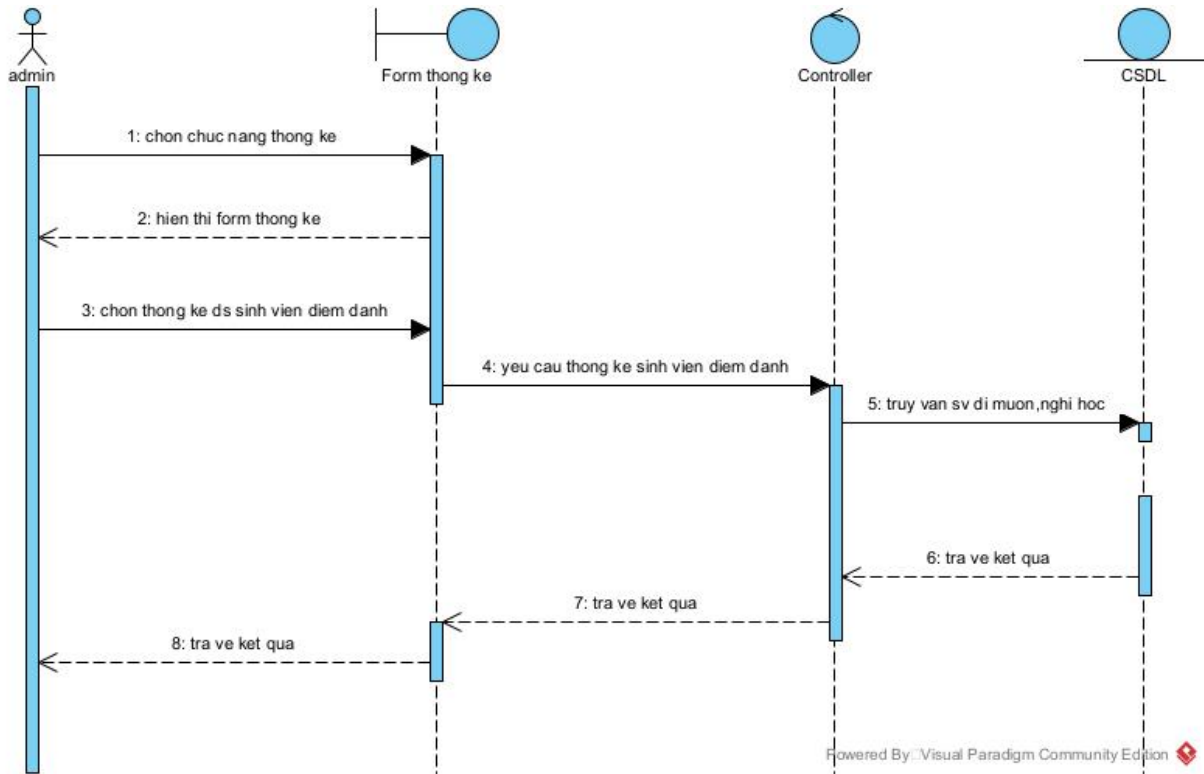 admin
Form thong ke
Controller
CSDL
1: chon chuc nang thong ke
2: hien thi form thong ke
3: chon thong ke ds sinh vien diem danh
4: yeu cau thong ke sinh vien diem danh
5: truy van sv di muon,nghi hoc
6: tra ve ket qua
7: tra ve ket qua
8: tra ve ket qua
Powered By Visual Paradigm Community Edition